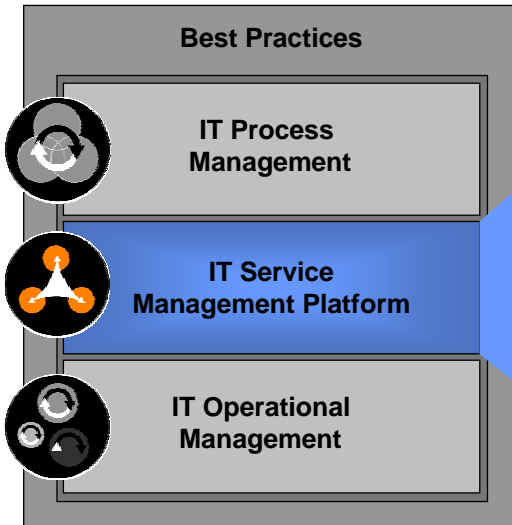 Best Practices
IT Process
Management
IT Service
Management Platform
IT Operational
Management